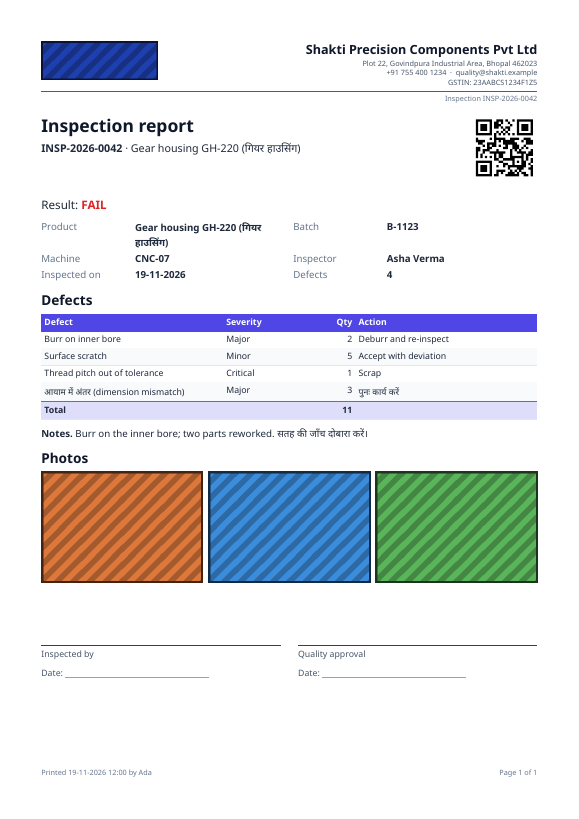 Shakti Precision Components Pvt Ltd
Plot 22, Govindpura Industrial Area, Bhopal 462023
+91 755 400 1234 · quality@shakti.example
GSTIN: 23AABCS1234F1Z5
Inspection INSP-2026-0042
Inspection report
INSP-2026-0042 · Gear housing GH-220 (गियर हाउसिंग)
Result: FAIL
Product Gear housing GH-220 (गियर हाउसिंग) Batch B-1123
Machine CNC-07 Inspector Asha Verma
Inspected on 19-11-2026 Defects 4
Defects
Defect Severity Qty Action
Burr on inner bore Major 2 Deburr and re-inspect
Surface scratch Minor 5 Accept with deviation
Thread pitch out of tolerance Critical 1 Scrap
आयाम में अंतर (dimension mismatch) Major 3 पुनः कार्य करें
Total 11
Notes. Burr on the inner bore; two parts reworked. सतह की जाँच दोबारा करें।
Photos
Inspected by Quality approval
Date: ____________________________ Date: ____________________________
Printed 19-11-2026 12:00 by Ada Page 1 of 1